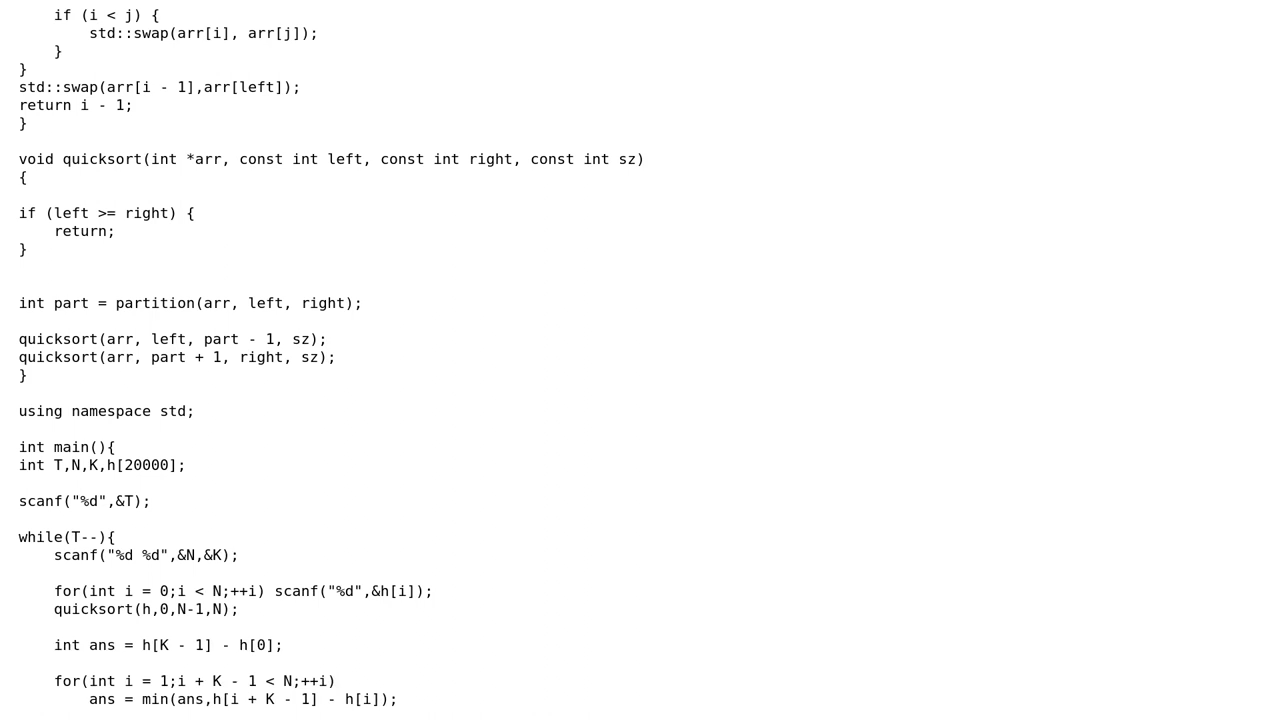 if (i < j) {
        std::swap(arr[i], arr[j]);
    }
}
std::swap(arr[i - 1],arr[left]);
return i - 1;
}

void quicksort(int *arr, const int left, const int right, const int sz)
{

if (left >= right) {
    return;
}


int part = partition(arr, left, right);

quicksort(arr, left, part - 1, sz);
quicksort(arr, part + 1, right, sz);
}

using namespace std;

int main(){
int T,N,K,h[20000];

scanf("%d",&T);

while(T--){
    scanf("%d %d",&N,&K);

    for(int i = 0;i < N;++i) scanf("%d",&h[i]);
    quicksort(h,0,N-1,N);

    int ans = h[K - 1] - h[0];

    for(int i = 1;i + K - 1 < N;++i)
        ans = min(ans,h[i + K - 1] - h[i]);